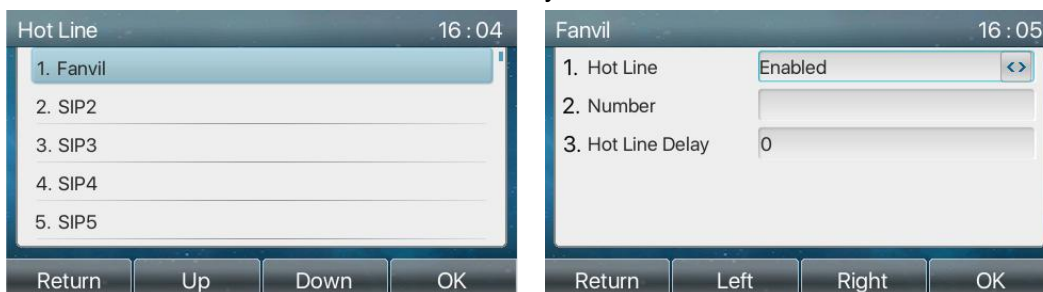 Hot Line 16:04
1. Fanvil
2. SIP2
3. SIP3
4. SIP4
5. SIP5
Return Up Down OK
Fanvil 16:05
1. Hot Line Enabled <>
2. Number
3. Hot Line Delay 0
Return Left Right OK